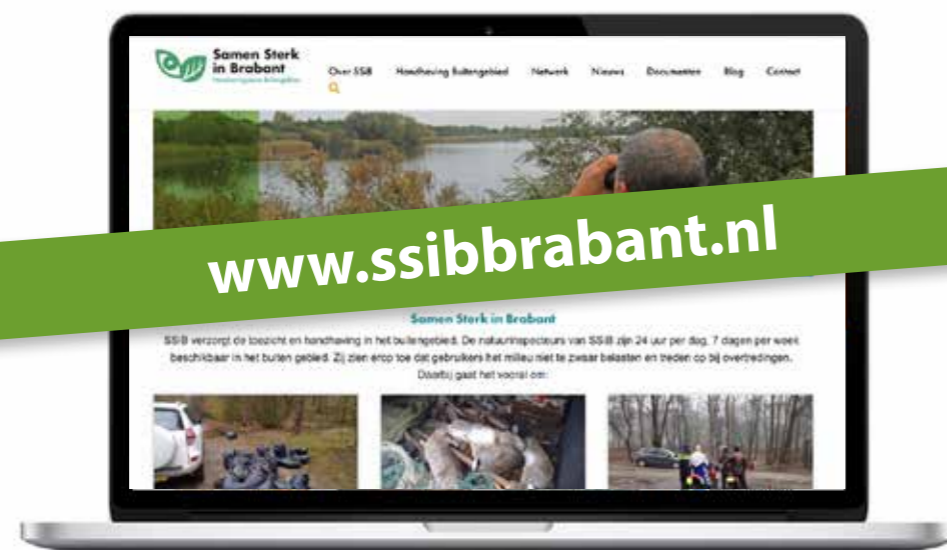 Samen Sterk
in Brabant
Over SSiB Handhaving Buitengebied Netwerk Nieuws Documenten Blog Contact
www.ssibbrabant.nl
Samen Sterk in Brabant
SSiB verzorgt de toezicht en handhaving in het buitengebied. De natuurinspecteurs van SSiB zijn 24 uur per dag, 7 dagen per week
beschikbaar in het buiten gebied. Zij zien erop toe dat gebruikers het milieu niet te zwaar belasten en treden op bij overtredingen.
Daarbij gaat het vooral om: